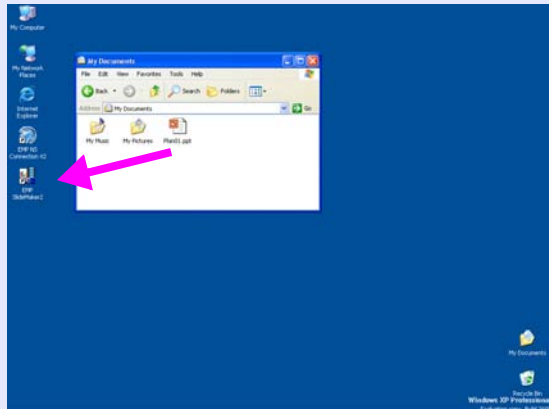 My Computer
My Network
Places
Internet
Explorer
EMP NS
Connection V2
EMP
SlideMaker2
My Documents
File Edit View Favorites Tools Help
Back Search Folders
Address My Documents Go
My Music My Pictures Plan01.ppt
My Documents
Recycle Bin
Windows XP Professional